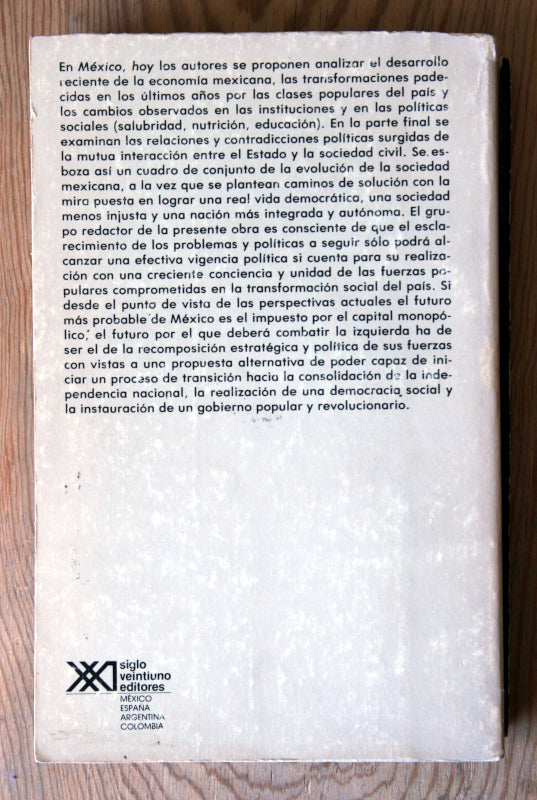 En México, hoy los autores se proponen analizar el desarrollo
reciente de la economía mexicana, las transformaciones pade-
cidas en los últimos años por las clases populares del país y
los cambios observados en las instituciones y en las políticas
sociales (salubridad, nutrición, educación). En la parte final se
examinan las relaciones y contradicciones políticas surgidas de
la mutua interacción entre el Estado y la sociedad civil. Se es-
boza así un cuadro de conjunto de la evolución de la sociedad
mexicana, a la vez que se plantean caminos de solución con la
mira puesta en lograr una real vida democrática, una sociedad
menos injusta y una nación más integrada y autónoma. El gru-
po redactor de la presente obra es consciente de que el escla-
recimiento de los problemas y políticas a seguir sólo podrá al-
canzar una efectiva vigencia política si cuenta para su realiza-
ción con una creciente conciencia y unidad de las fuerzas po-
pulares comprometidas en la transformación social del país. Si
desde el punto de vista de las perspectivas actuales el futuro
más probable de México es el impuesto por el capital monopó-
lico, el futuro por el que deberá combatir la izquierda ha de
ser el de la recomposición estratégica y política de sus fuerzas
con vistas a una propuesta alternativa de poder capaz de ini-
ciar un proceso de transición hacia la consolidación de la inde-
pendencia nacional, la realización de una democracia social y
la instauración de un gobierno popular y revolucionario.
siglo
veintiuno
editores
MÉXICO
ESPAÑA
ARGENTINA
COLOMBIA